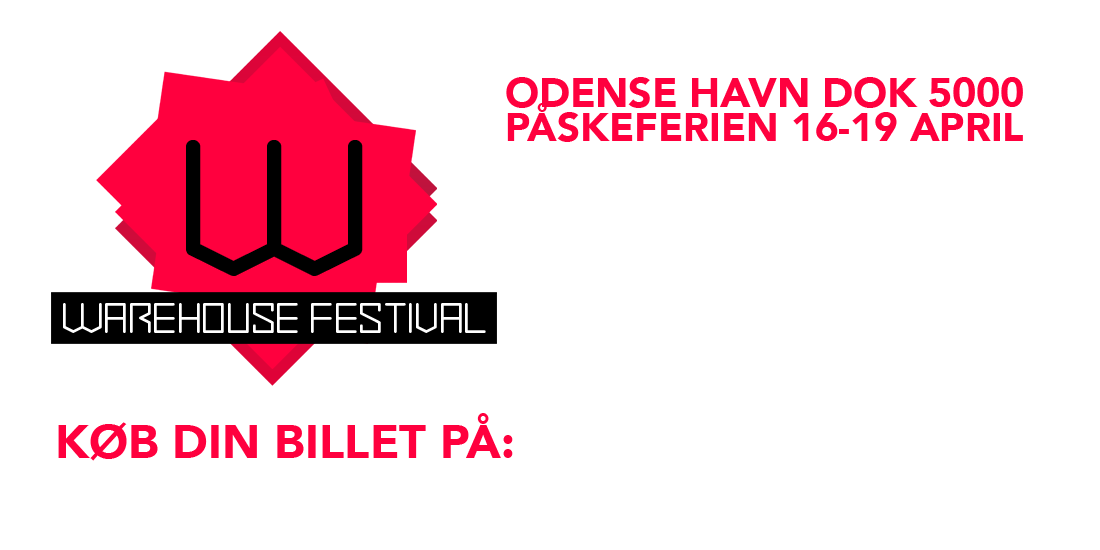 ODENSE HAVN DOK 5000
PÅSKEFERIEN 16-19 APRIL
W
WAREHOUSE FESTIVAL
KØB DIN BILLET PÅ: